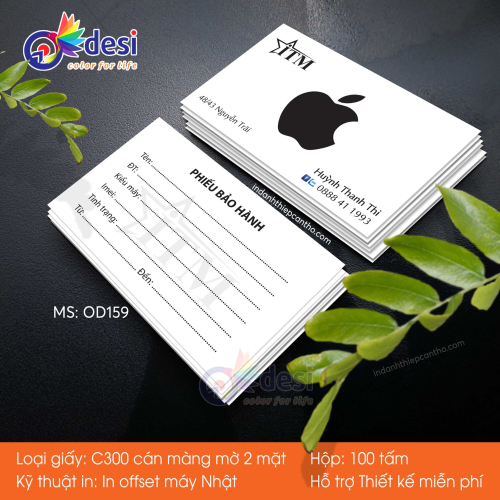 desi
color for life
ITM
48/43 Nguyễn Trãi
Huỳnh Thanh Thi
0888 41 1993
indanhthiepcantho.com
PHIẾU BẢO HÀNH
Tên:
ĐT:
Kiểu máy:
Imei:
Tình trạng:
Từ:
Đến:
ITM
MS: OD159
desi
color for life
indanhthiepcantho.com
Loại giấy: C300 cán màng mờ 2 mặt
Hộp: 100 tấm
Kỹ thuật in: In offset máy Nhật
Hỗ trợ Thiết kế miễn phí